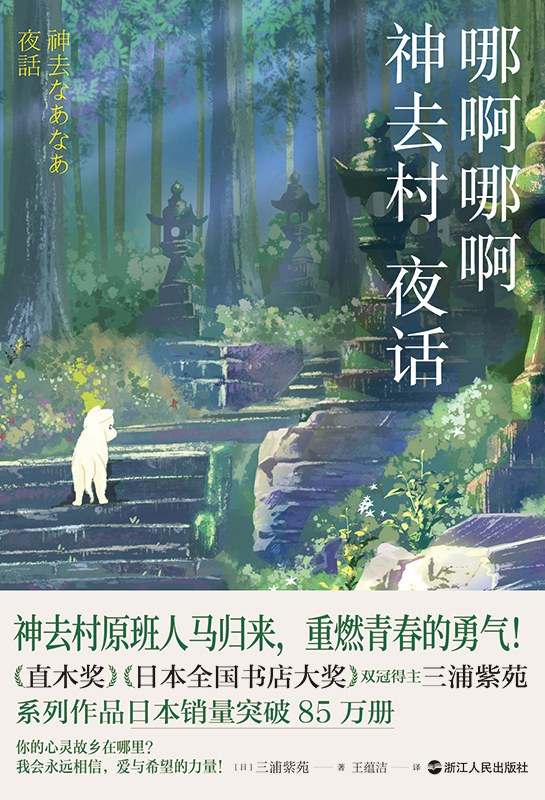 哪啊哪啊
神去村 夜话
神去なあなあ
夜話
神去村原班人马归来，重燃青春的勇气！
《直木奖》《日本全国书店大奖》双冠得主三浦紫苑
系列作品日本销量突破85万册
你的心灵故乡在哪里？
我会永远相信，爱与希望的力量！
［日］三浦紫苑——著 王蕴洁——译 浙江人民出版社